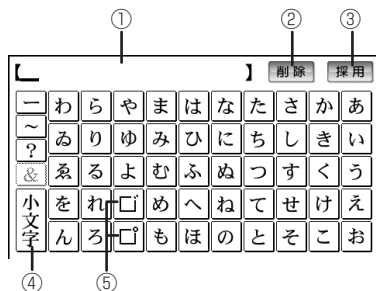 ① ② ③
【_ 】 削除 採用
ー わ ら や ま は な た さ か あ
~ ゐ り ゆ み ひ に ち し き い
? ゑ る よ む ふ ぬ つ す く う
&
小文字 を れ ゛ め へ ね て せ け え
ん ろ ゜ も ほ の と そ こ お
④ ⑤